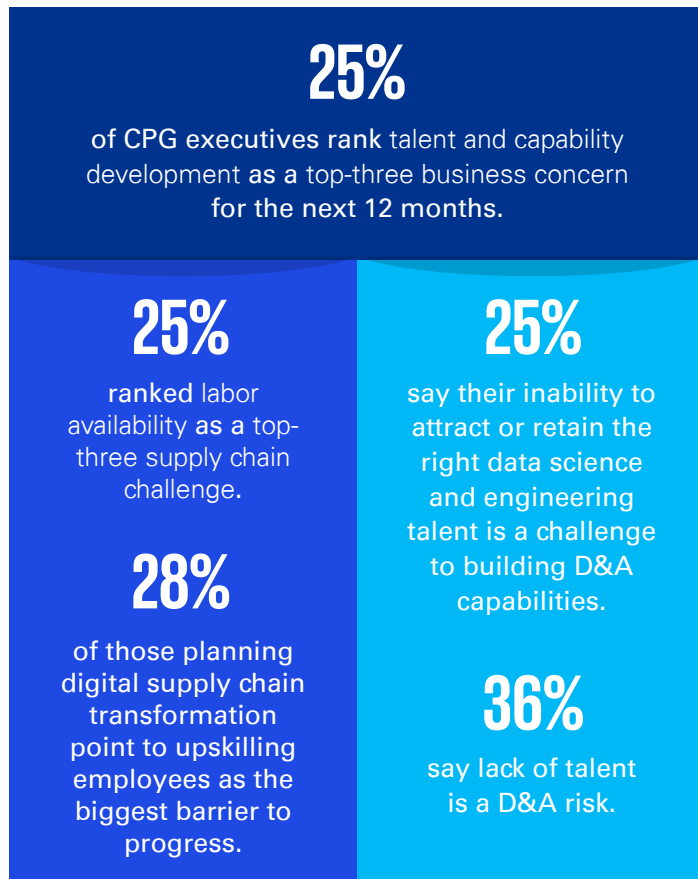 25%
of CPG executives rank talent and capability
development as a top-three business concern
for the next 12 months.
25%
ranked labor
availability as a top-
three supply chain
challenge.
28%
of those planning
digital supply chain
transformation
point to upskilling
employees as the
biggest barrier to
progress.
25%
say their inability to
attract or retain the
right data science
and engineering
talent is a challenge
to building D&A
capabilities.
36%
say lack of talent
is a D&A risk.